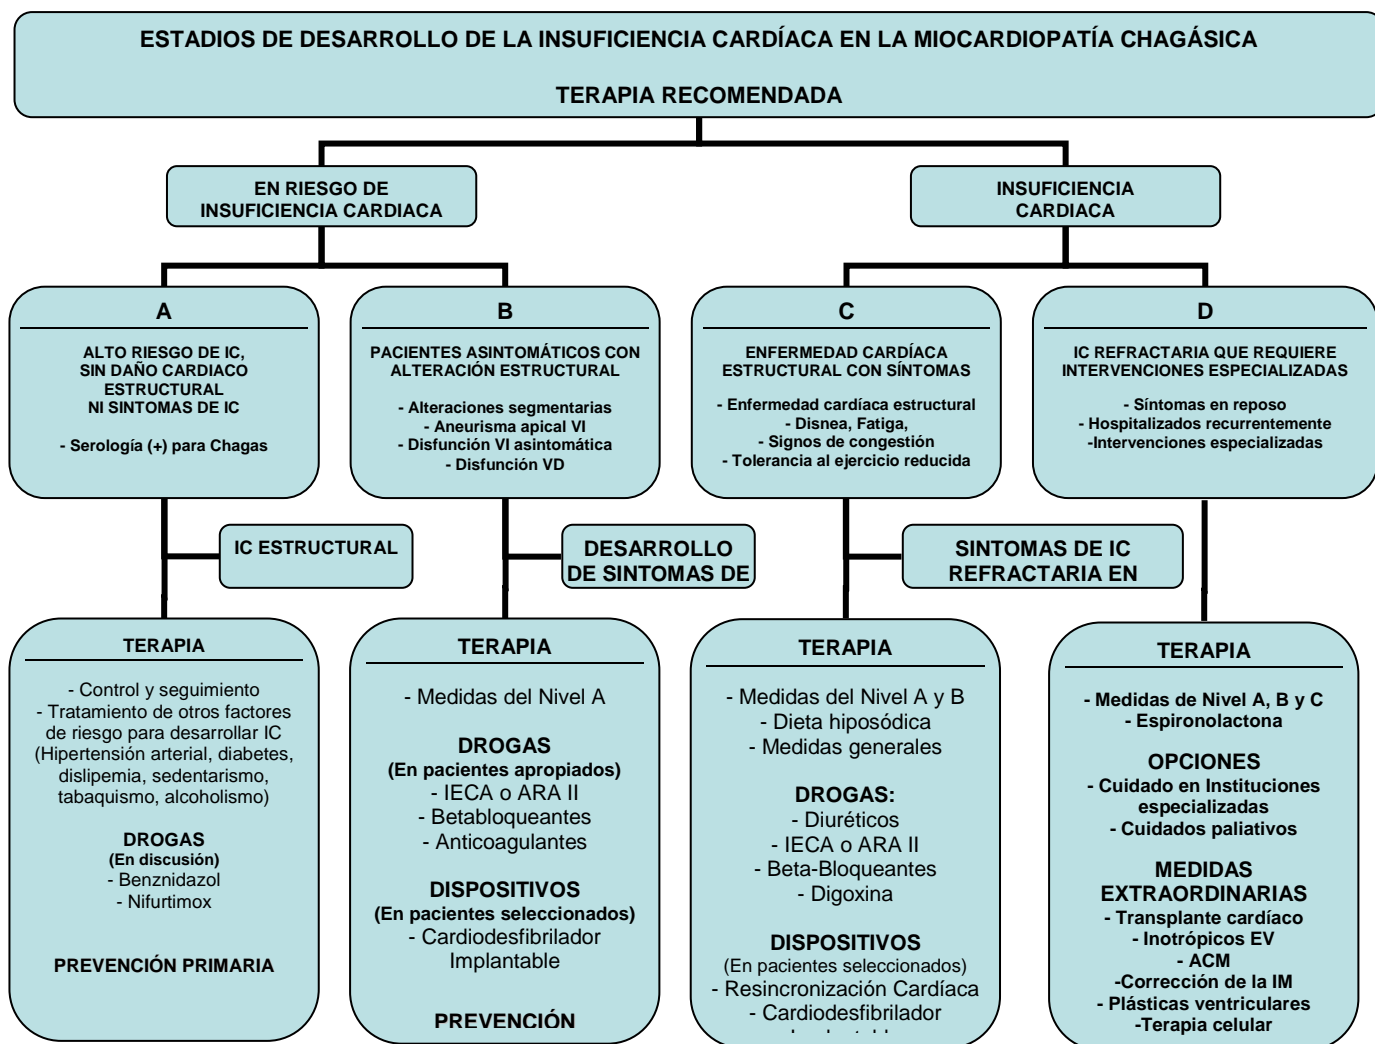 ESTADIOS DE DESARROLLO DE LA INSUFICIENCIA CARDÍACA EN LA MIOCARDIOPATÍA CHAGÁSICA
TERAPIA RECOMENDADA
EN RIESGO DE
INSUFICIENCIA CARDIACA
INSUFICIENCIA
CARDIACA
A
ALTO RIESGO DE IC,
SIN DAÑO CARDIACO
ESTRUCTURAL
NI SINTOMAS DE IC
- Serología (+) para Chagas
B
PACIENTES ASINTOMÁTICOS CON
ALTERACIÓN ESTRUCTURAL
- Alteraciones segmentarias
- Aneurisma apical VI
- Disfunción VI asintomática
- Disfunción VD
C
ENFERMEDAD CARDÍACA
ESTRUCTURAL CON SÍNTOMAS
- Enfermedad cardíaca estructural
- Disnea, Fatiga,
- Signos de congestión
- Tolerancia al ejercicio reducida
D
IC REFRACTARIA QUE REQUIERE
INTERVENCIONES ESPECIALIZADAS
- Síntomas en reposo
- Hospitalizados recurrentemente
-Intervenciones especializadas
IC ESTRUCTURAL
DESARROLLO
DE SINTOMAS DE
SINTOMAS DE IC
REFRACTARIA EN
TERAPIA
- Control y seguimiento
- Tratamiento de otros factores
de riesgo para desarrollar IC
(Hipertensión arterial, diabetes,
dislipemia, sedentarismo,
tabaquismo, alcoholismo)
DROGAS
(En discusión)
- Benznidazol
- Nifurtimox
PREVENCIÓN PRIMARIA
TERAPIA
- Medidas del Nivel A
DROGAS
(En pacientes apropiados)
- IECA o ARA II
- Betabloqueantes
- Anticoagulantes
DISPOSITIVOS
(En pacientes seleccionados)
- Cardiodesfibrilador
Implantable
PREVENCIÓN
TERAPIA
- Medidas del Nivel A y B
- Dieta hiposódica
- Medidas generales
DROGAS:
- Diuréticos
- IECA o ARA II
- Beta-Bloqueantes
- Digoxina
DISPOSITIVOS
(En pacientes seleccionados)
- Resincronización Cardíaca
- Cardiodesfibrilador
TERAPIA
- Medidas de Nivel A, B y C
- Espironolactona
OPCIONES
- Cuidado en Instituciones
especializadas
- Cuidados paliativos
MEDIDAS
EXTRAORDINARIAS
- Transplante cardíaco
- Inotrópicos EV
- ACM
-Corrección de la IM
- Plásticas ventriculares
-Terapia celular